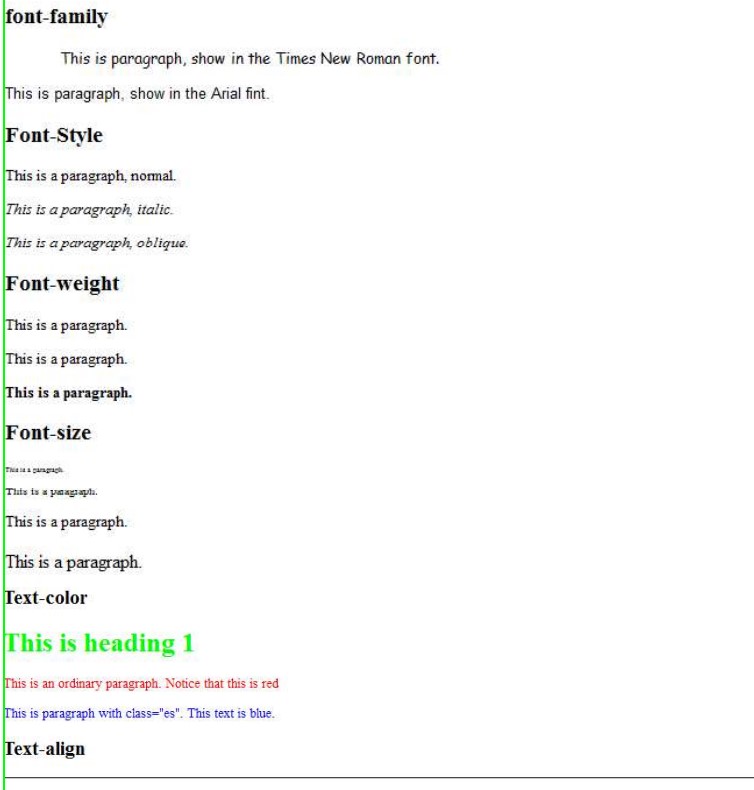 font-family
This is paragraph, show in the Times New Roman font.
This is paragraph, show in the Arial fint.
Font-Style
This is a paragraph, normal.
This is a paragraph, italic.
This is a paragraph, oblique.
Font-weight
This is a paragraph.
This is a paragraph.
This is a paragraph.
Font-size
This is a paragraph.
This is a paragraph.
This is a paragraph.
This is a paragraph.
Text-color
This is heading 1
This is an ordinary paragraph. Notice that this is red
This is paragraph with class="es". This text is blue.
Text-align